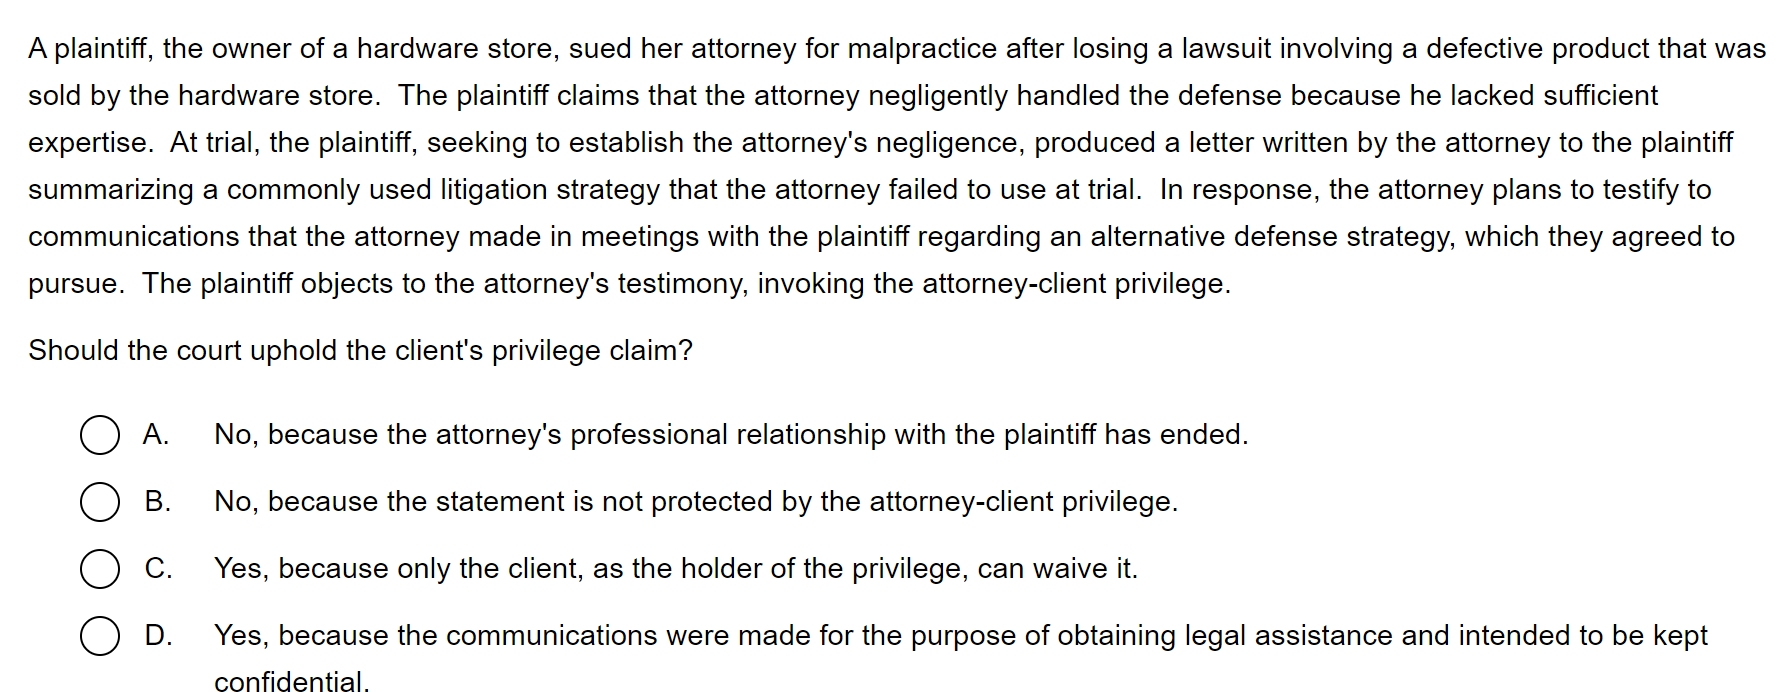 A plaintiff, the owner of a hardware store, sued her attorney for malpractice after losing a lawsuit involving a defective product that was
sold by the hardware store.  The plaintiff claims that the attorney negligently handled the defense because he lacked sufficient
expertise.  At trial, the plaintiff, seeking to establish the attorney's negligence, produced a letter written by the attorney to the plaintiff
summarizing a commonly used litigation strategy that the attorney failed to use at trial.  In response, the attorney plans to testify to
communications that the attorney made in meetings with the plaintiff regarding an alternative defense strategy, which they agreed to
pursue.  The plaintiff objects to the attorney's testimony, invoking the attorney-client privilege.
Should the court uphold the client's privilege claim?
A. No, because the attorney's professional relationship with the plaintiff has ended.
B. No, because the statement is not protected by the attorney-client privilege.
C. Yes, because only the client, as the holder of the privilege, can waive it.
D. Yes, because the communications were made for the purpose of obtaining legal assistance and intended to be kept
confidential.